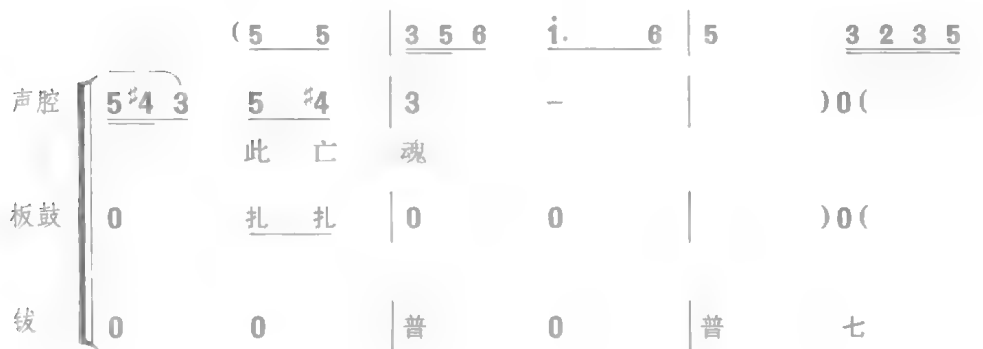 (5 5 | 3 5 6 i. 6 | 5 3 2 3 5
声腔 5 #4 3 5 #4 | 3 - | )0(
此 亡 魂
板鼓 0 扎 扎 | 0 0 | )0(
钹 0 0 | 普 0 | 普 七